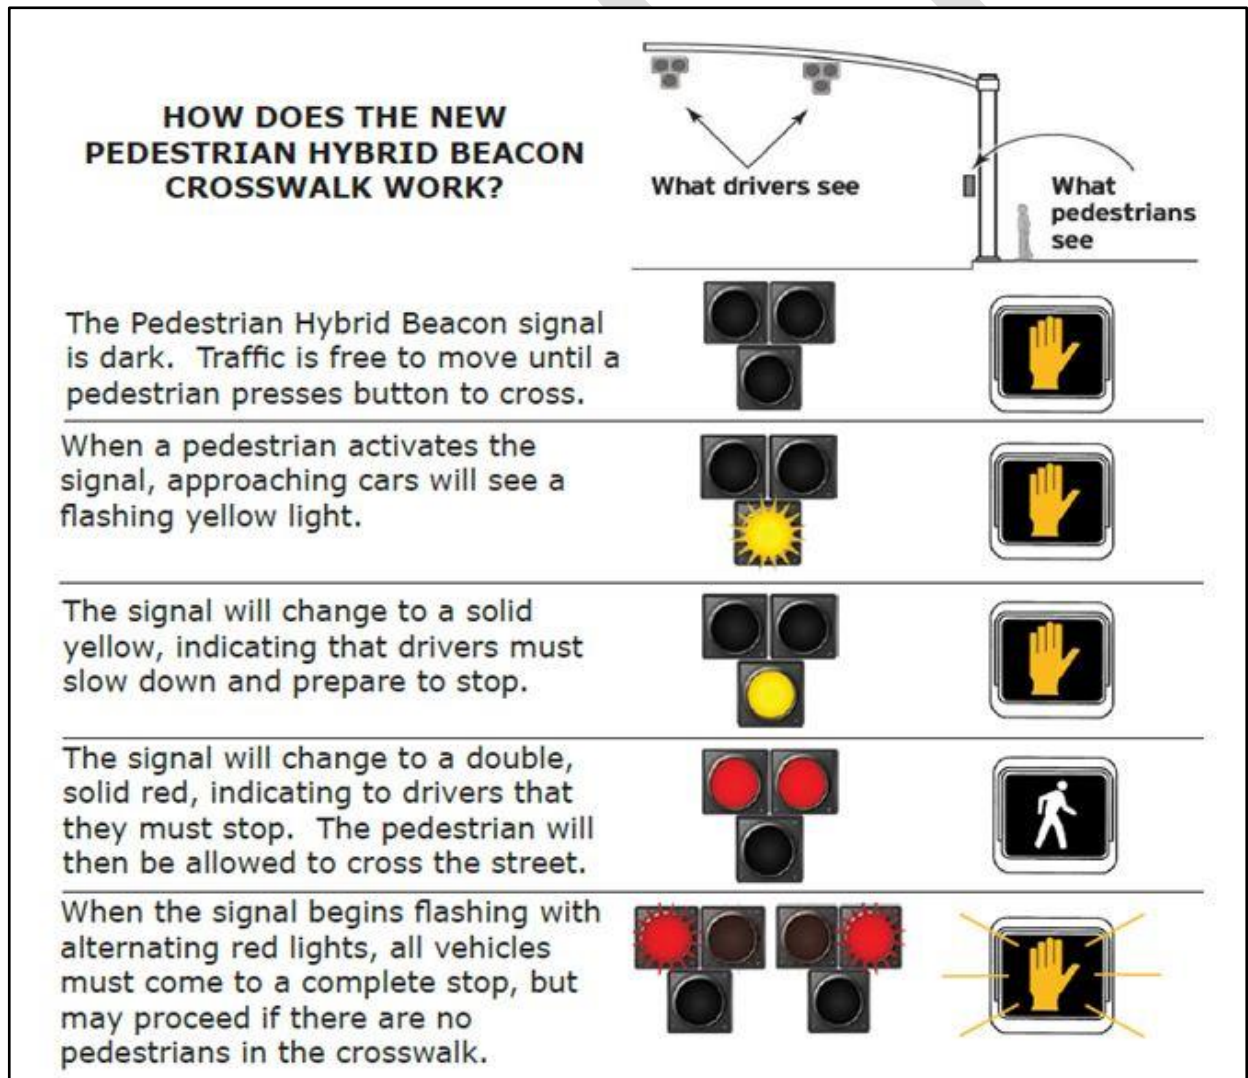 HOW DOES THE NEW
PEDESTRIAN HYBRID BEACON
CROSSWALK WORK?
What drivers see
What
pedestrians
see
The Pedestrian Hybrid Beacon signal
is dark.  Traffic is free to move until a
pedestrian presses button to cross.
When a pedestrian activates the
signal, approaching cars will see a
flashing yellow light.
The signal will change to a solid
yellow, indicating that drivers must
slow down and prepare to stop.
The signal will change to a double,
solid red, indicating to drivers that
they must stop.  The pedestrian will
then be allowed to cross the street.
When the signal begins flashing with
alternating red lights, all vehicles
must come to a complete stop, but
may proceed if there are no
pedestrians in the crosswalk.